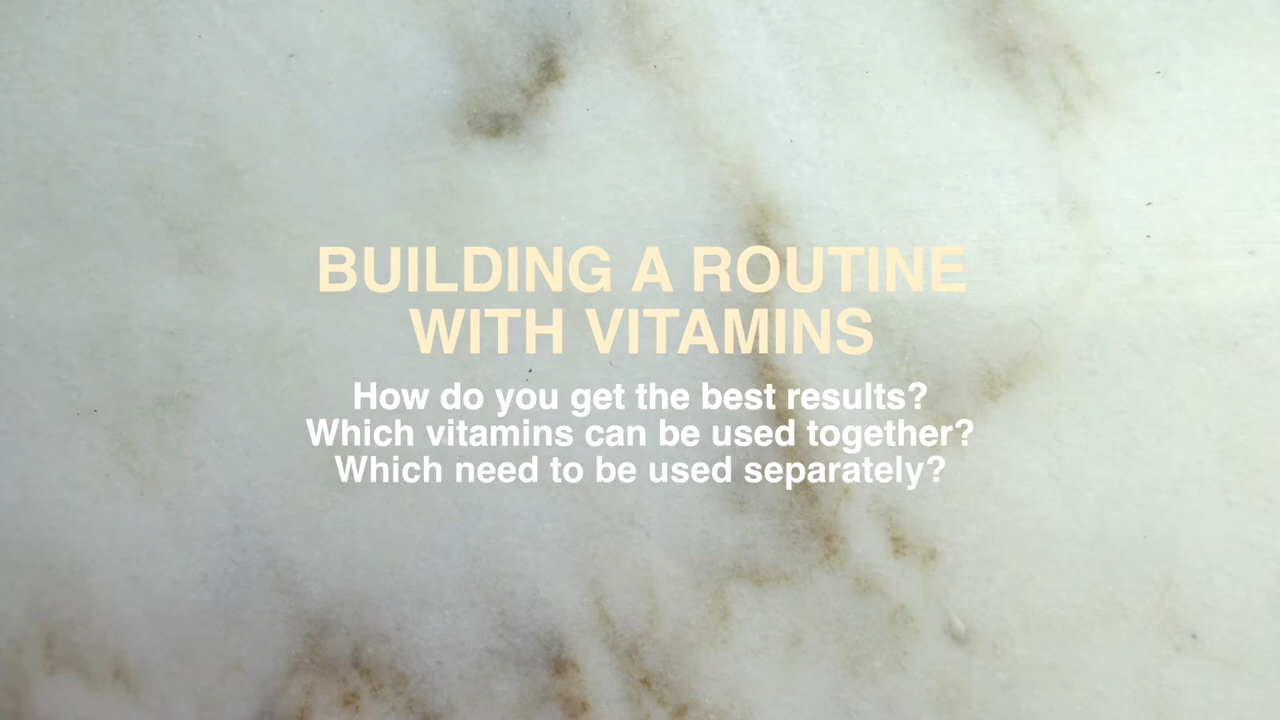 BUILDING A ROUTINE
WITH VITAMINS
How do you get the best results?
Which vitamins can be used together?
Which need to be used separately?